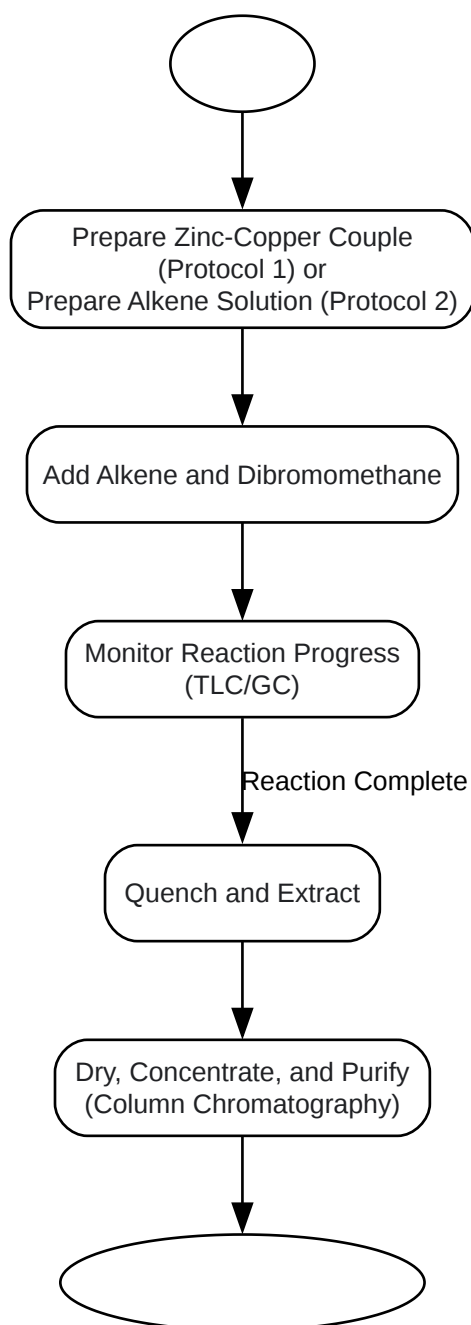 Prepare Zinc-Copper Couple
(Protocol 1) or
Prepare Alkene Solution (Protocol 2)
Add Alkene and Dibromomethane
Monitor Reaction Progress
(TLC/GC)
Reaction Complete
Quench and Extract
Dry, Concentrate, and Purify
(Column Chromatography)